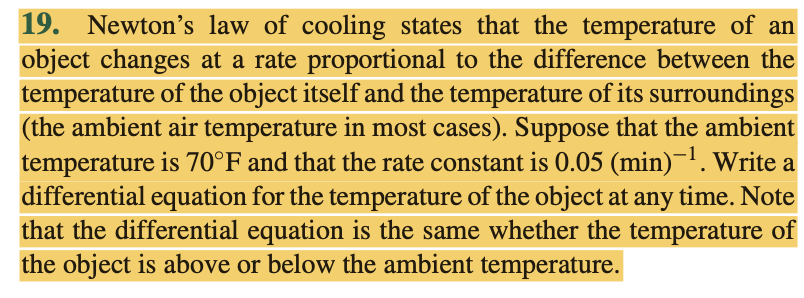 19. Newton’s law of cooling states that the temperature of an
object changes at a rate proportional to the difference between the
temperature of the object itself and the temperature of its surroundings
(the ambient air temperature in most cases). Suppose that the ambient
temperature is 70°F and that the rate constant is 0.05 (min)⁻¹. Write a
differential equation for the temperature of the object at any time. Note
that the differential equation is the same whether the temperature of
the object is above or below the ambient temperature.